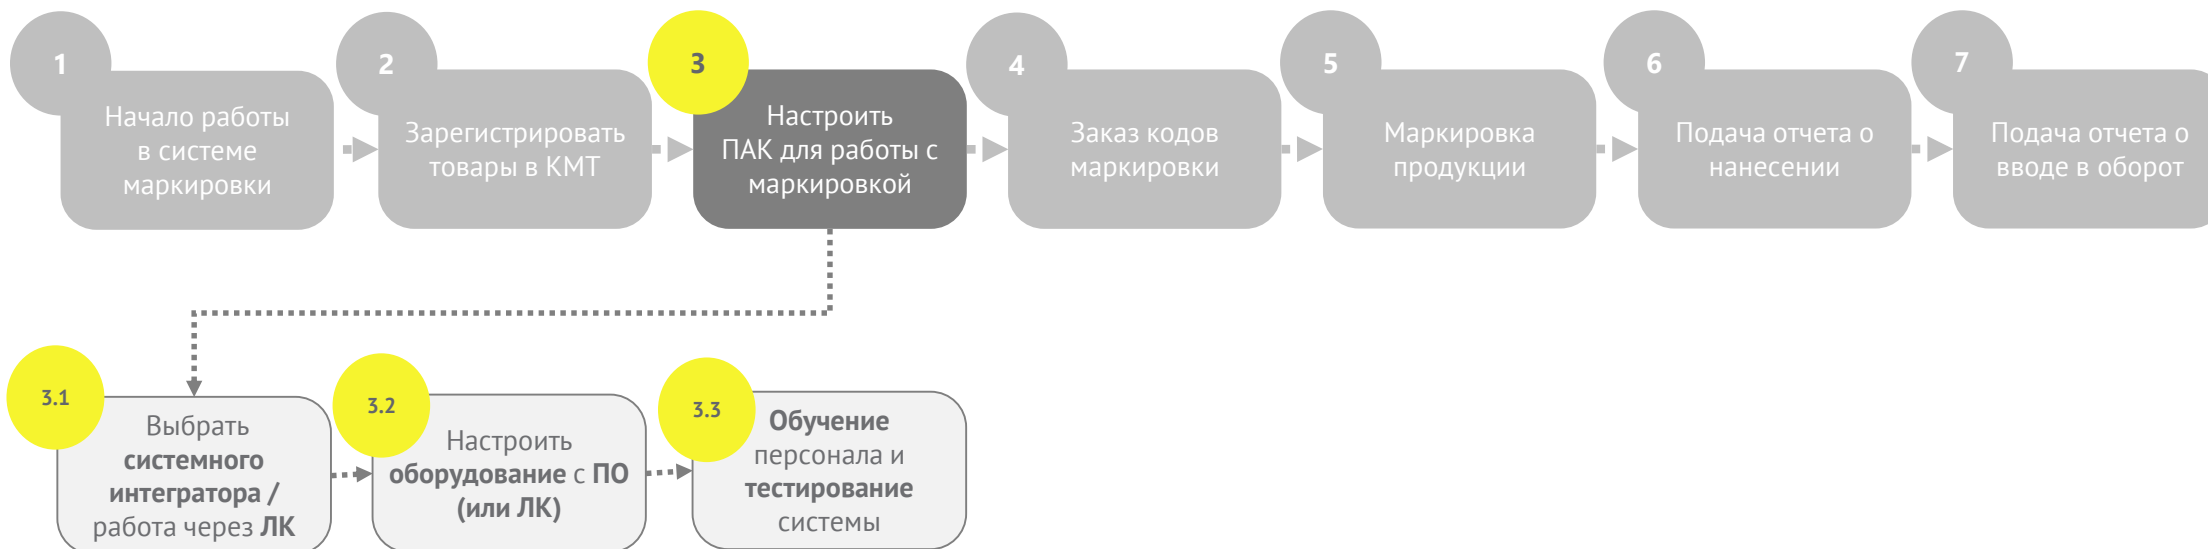 1
Начало работы
в системе
маркировки
2
Зарегистрировать
товары в КМТ
3
Настроить
ПАК для работы с
маркировкой
4
Заказ кодов
маркировки
5
Маркировка
продукции
6
Подача отчета о
нанесении
7
Подача отчета о
вводе в оборот
3.1
Выбрать
системного
интегратора /
работа через ЛК
3.2
Настроить
оборудование с ПО
(или ЛК)
3.3
Обучение
персонала и
тестирование
системы